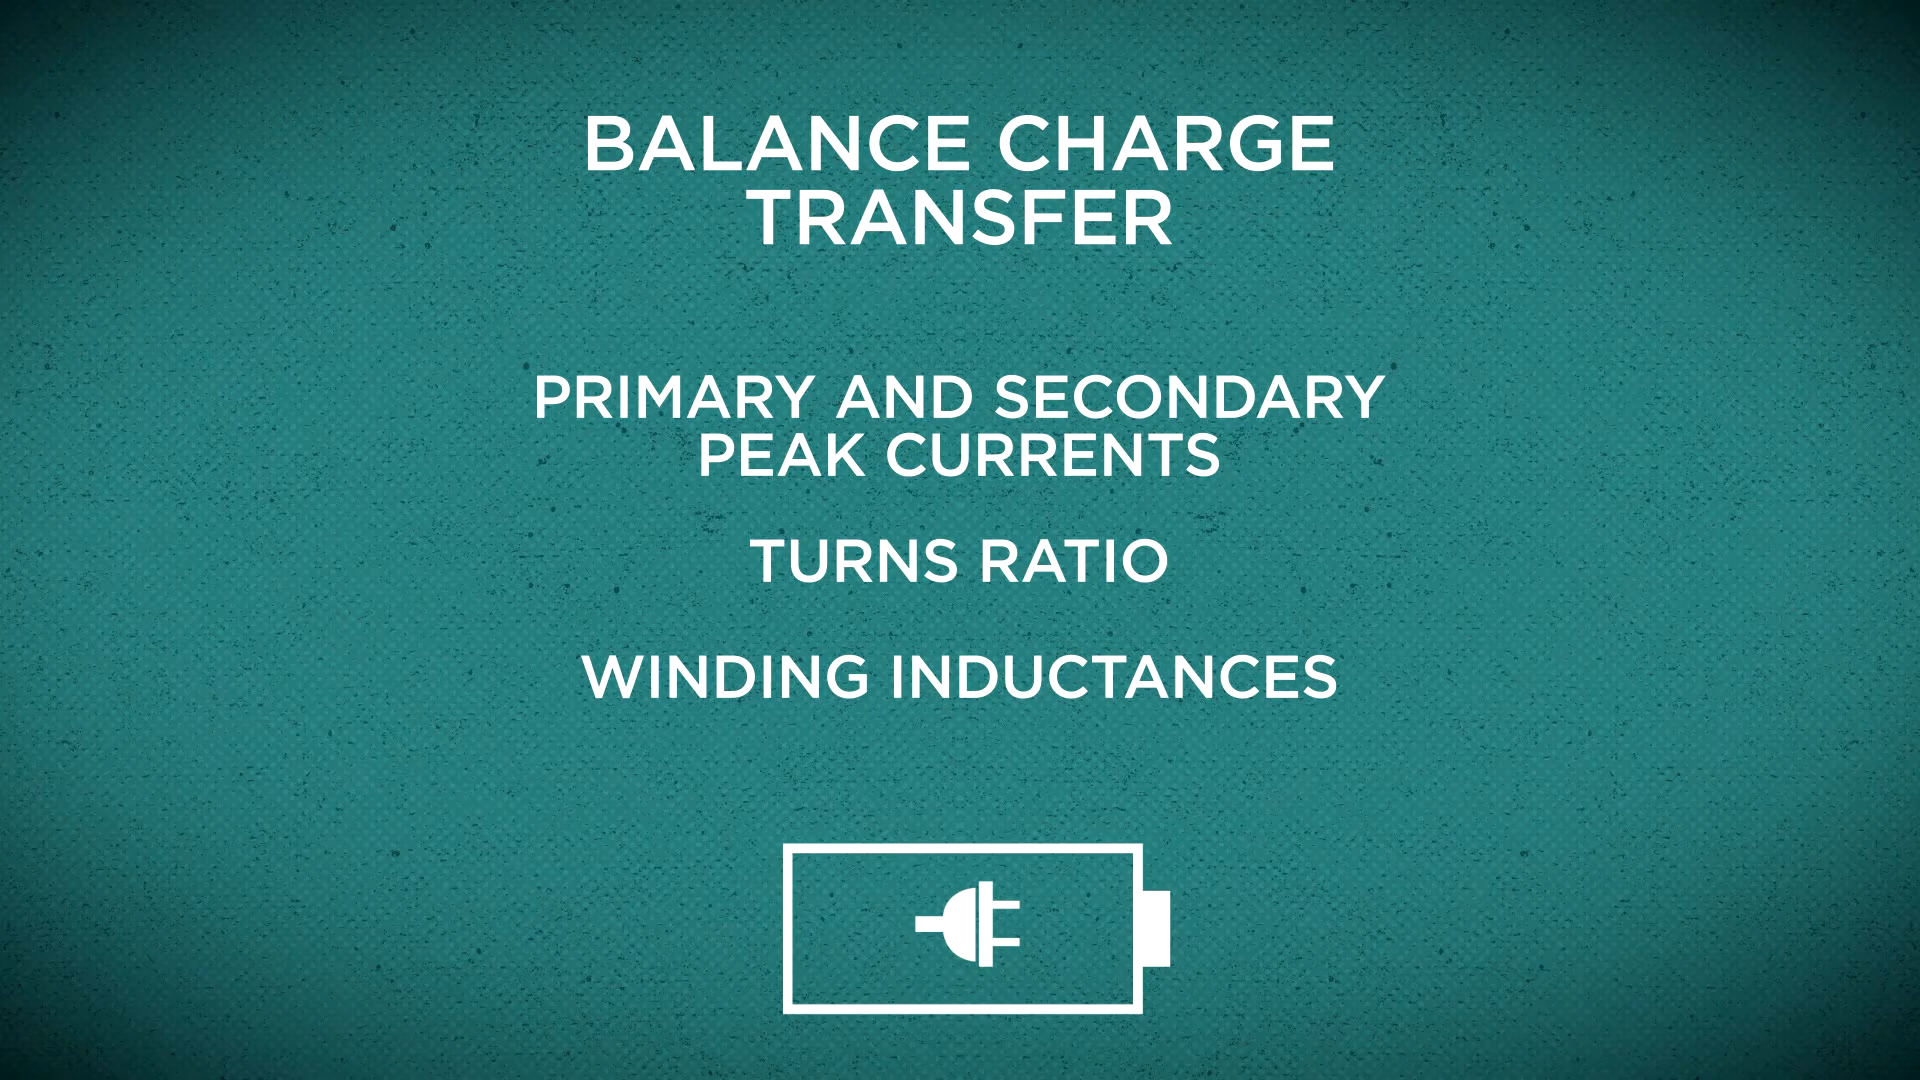 BALANCE CHARGE
TRANSFER
PRIMARY AND SECONDARY
PEAK CURRENTS
TURNS RATIO
WINDING INDUCTANCES